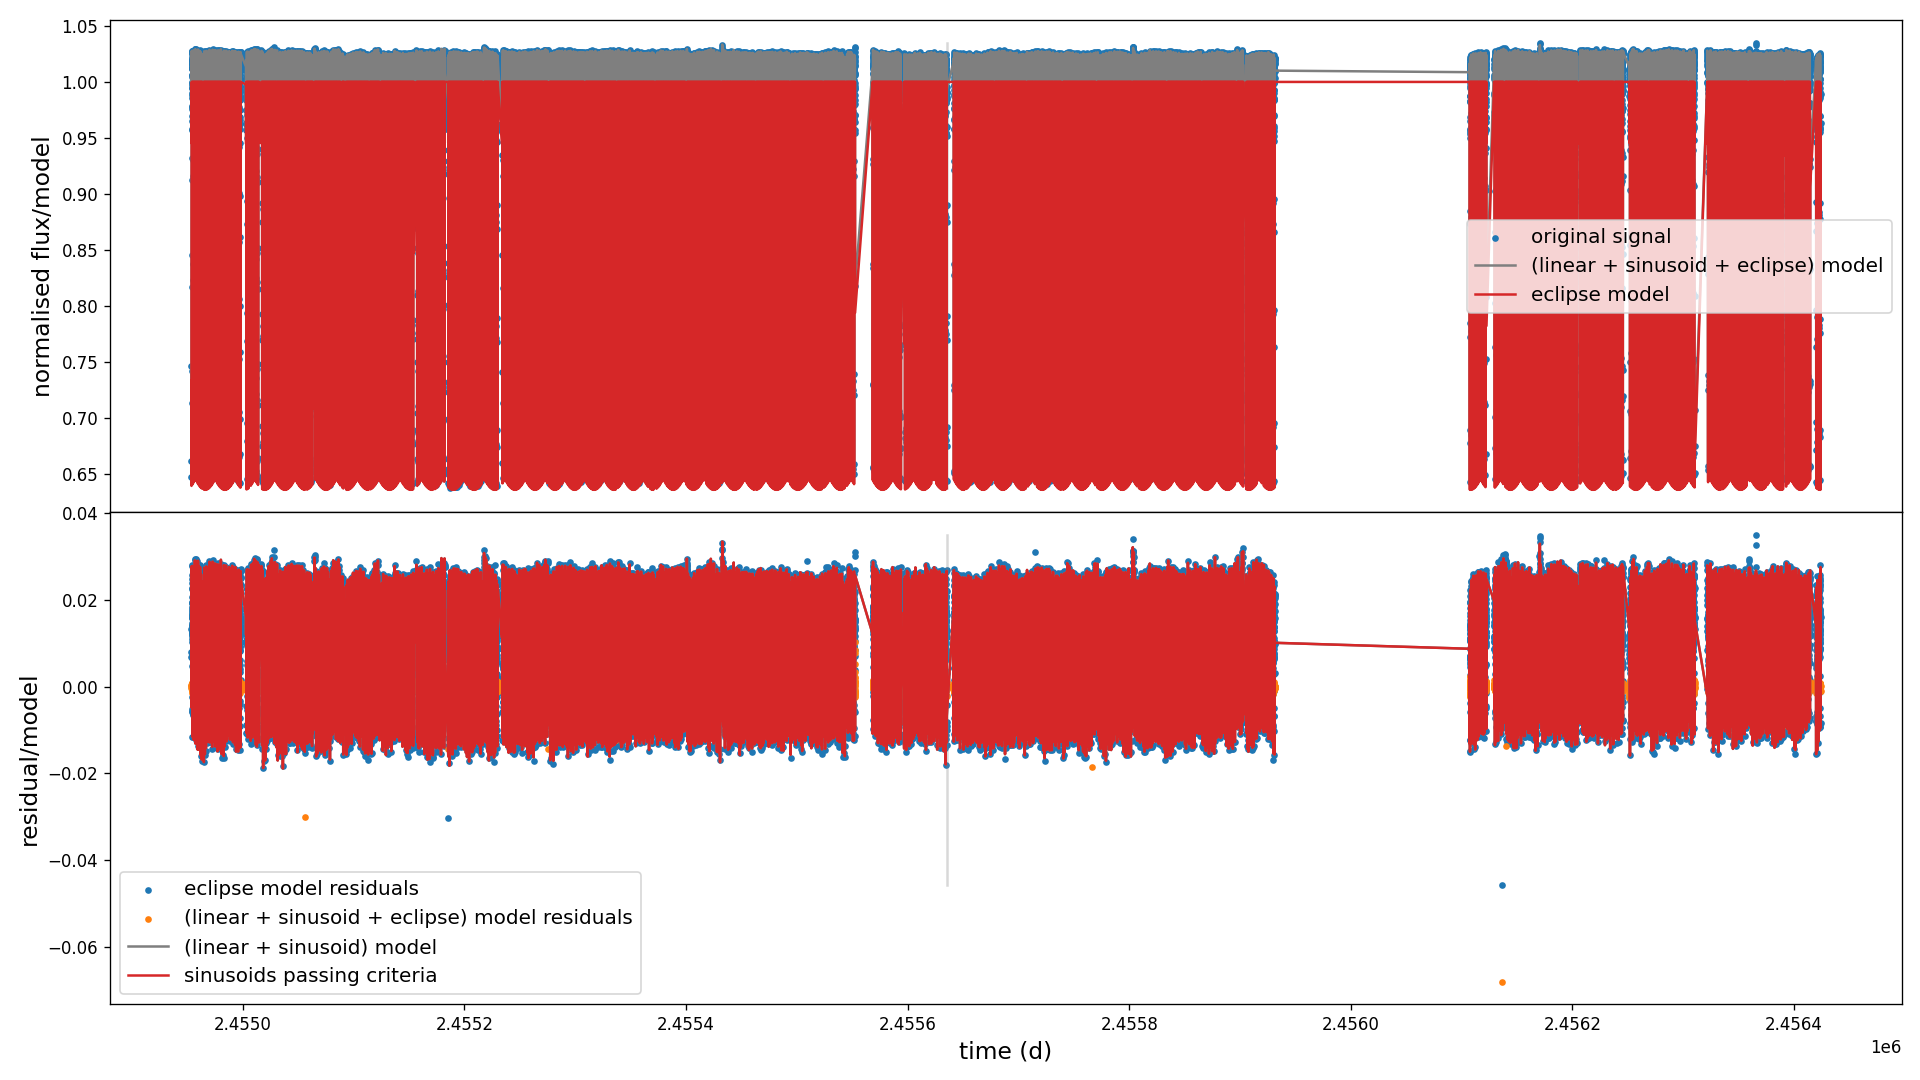 1.05
1.00
0.95
0.90
0.85
0.80
0.75
0.70
0.65
normalised flux/model
original signal
(linear + sinusoid + eclipse) model
eclipse model
0.04
0.02
0.00
−0.02
−0.04
−0.06
residual/model
eclipse model residuals
(linear + sinusoid + eclipse) model residuals
(linear + sinusoid) model
sinusoids passing criteria
2.4550
2.4552
2.4554
2.4556
2.4558
2.4560
2.4562
2.4564
1e6
time (d)